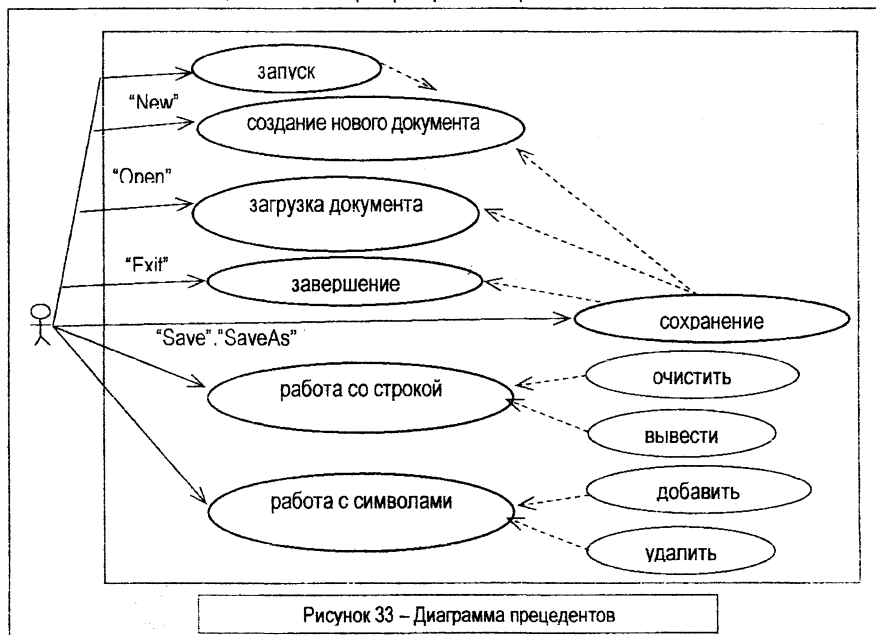 запуск
"New"
создание нового документа
"Open"
загрузка документа
"Exit"
завершение
сохранение
"Save"."SaveAs"
очистить
работа со строкой
вывести
добавить
работа с символами
удалить
Рисунок 33 – Диаграмма прецедентов